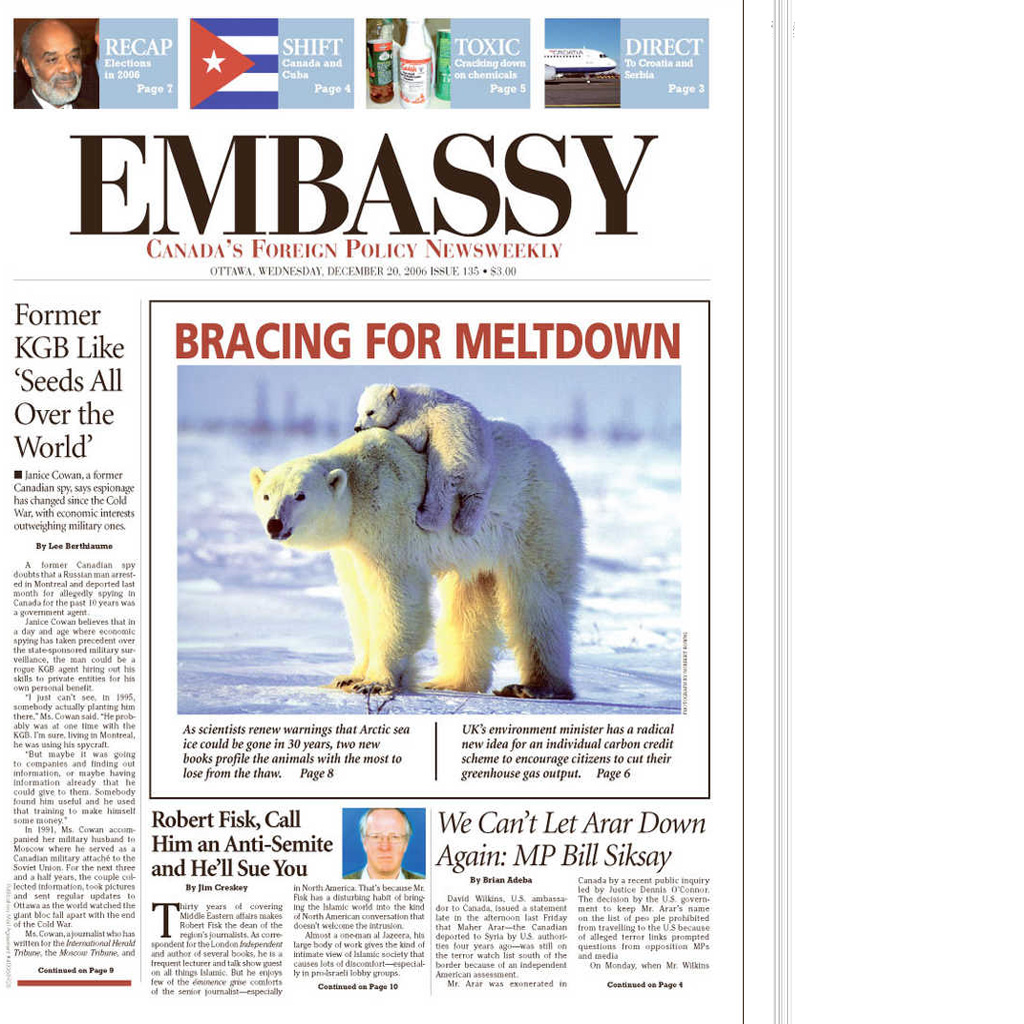 RECAP
Elections
in 2006
Page 7
SHIFT
Canada and
Cuba
Page 4
TOXIC
Cracking down
on chemicals
Page 5
DIRECT
To Croatia and
Serbia
Page 3
CROATIA
EMBASSY
CANADA'S FOREIGN POLICY NEWSWEEKLY
OTTAWA, WEDNESDAY, DECEMBER 20, 2006 ISSUE 135 • $3.00
Former
KGB Like
'Seeds All
Over the
World'
■ Janice Cowan, a former
Canadian spy, says espionage
has changed since the Cold
War, with economic interests
outweighing military ones.
By Lee Berthiaume
A former Canadian spy
doubts that a Russian man arrest-
ed in Montreal and deported last
month for allegedly spying in
Canada for the past 10 years was
a government agent.
Janice Cowan believes that in
a day and age where economic
spying has taken precedent over
the state-sponsored military sur-
veillance, the man could be a
rogue KGB agent hiring out his
skills to private entities for his
own personal benefit.
"I just can't see, in 1995,
somebody actually planting him
there," Ms. Cowan said. "He prob-
ably was at one time with the
KGB. I'm sure, living in Montreal,
he was using his spycraft.
"But maybe it was going
to companies and finding out
information, or maybe having
information already that he
could give to them. Somebody
found him useful and he used
that training to make himself
some money."
In 1991, Ms. Cowan accom-
panied her military husband to
Moscow where he served as a
Canadian military attaché to the
Soviet Union. For the next three
and a half years, the couple col-
lected information, took pictures
and sent regular updates to
Ottawa as the world watched the
giant bloc fall apart with the end
of the Cold War.
Ms. Cowan, a journalist who has
written for the International Herald
Tribune, the Moscow Tribune, and
Continued on Page 9
BRACING FOR MELTDOWN
As scientists renew warnings that Arctic sea
ice could be gone in 30 years, two new
books profile the animals with the most to
lose from the thaw. Page 8
UK's environment minister has a radical
new idea for an individual carbon credit
scheme to encourage citizens to cut their
greenhouse gas output. Page 6
Robert Fisk, Call
Him an Anti-Semite
and He'll Sue You
By Jim Creskey
Thirty years of covering
Middle Eastern affairs makes
Robert Fisk the dean of the
region's journalists. As corre-
spondent for the London Independent
and author of several books, he is a
frequent lecturer and talk show guest
on all things Islamic. But he enjoys
few of the éminence grise comforts
of the senior journalist—especially
in North America. That's because Mr.
Fisk has a disturbing habit of bring-
ing the Islamic world into the kind
of North American conversation that
doesn't welcome the intrusion.
Almost a one-man al Jazeera, his
large body of work gives the kind of
intimate view of Islamic society that
causes lots of discomfort—especial-
ly in pro-Israeli lobby groups.
Continued on Page 10
We Can't Let Arar Down
Again: MP Bill Siksay
By Brian Adeba
David Wilkins, U.S. ambassa-
dor to Canada, issued a statement
late in the afternoon last Friday
that Maher Arar—the Canadian
deported to Syria by U.S. authori-
ties four years ago—was still on
the terror watch list south of the
border because of an independent
American assessment.
Mr. Arar was exonerated in
Canada by a recent public inquiry
led by Justice Dennis O'Connor.
The decision by the U.S. govern-
ment to keep Mr. Arar's name
on the list of peo ple prohibited
from travelling to the U.S because
of alleged terror links prompted
questions from opposition MPs
and media
On Monday, when Mr. Wilkins
Continued on Page 4